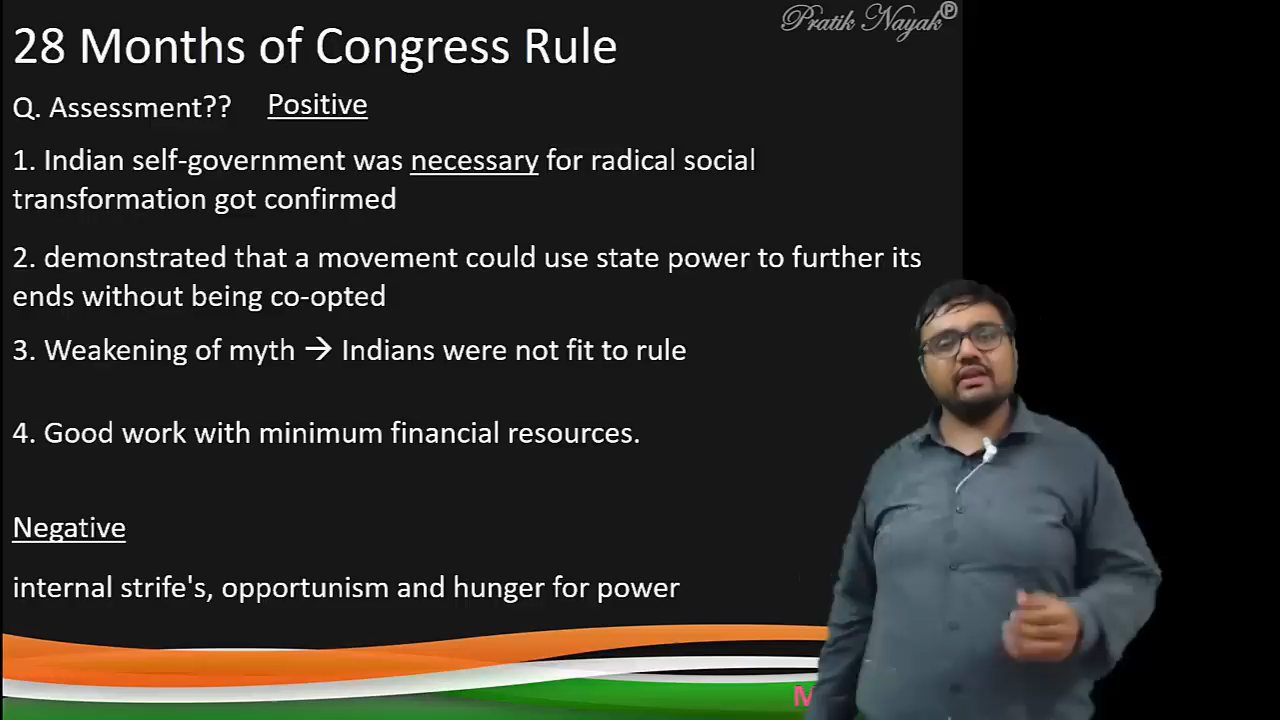 Pratik Nayak
28 Months of Congress Rule
Q. Assessment?? Positive
1. Indian self-government was necessary for radical social
transformation got confirmed
2. demonstrated that a movement could use state power to further its
ends without being co-opted
3. Weakening of myth → Indians were not fit to rule
4. Good work with minimum financial resources.
Negative
internal strife's, opportunism and hunger for power